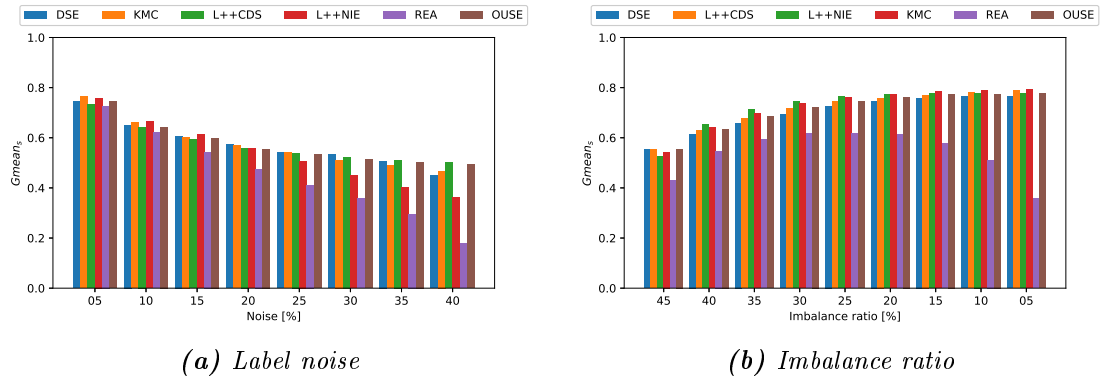 DSE KMC L++CDS L++NIE REA OUSE
1.0
0.8
0.6
0.4
0.2
0.0
Gmean_s
05 10 15 20 25 30 35 40
Noise [%]
(a) Label noise
DSE L++CDS L++NIE KMC REA OUSE
1.0
0.8
0.6
0.4
0.2
0.0
Gmean_s
45 40 35 30 25 20 15 10 05
Imbalance ratio [%]
(b) Imbalance ratio